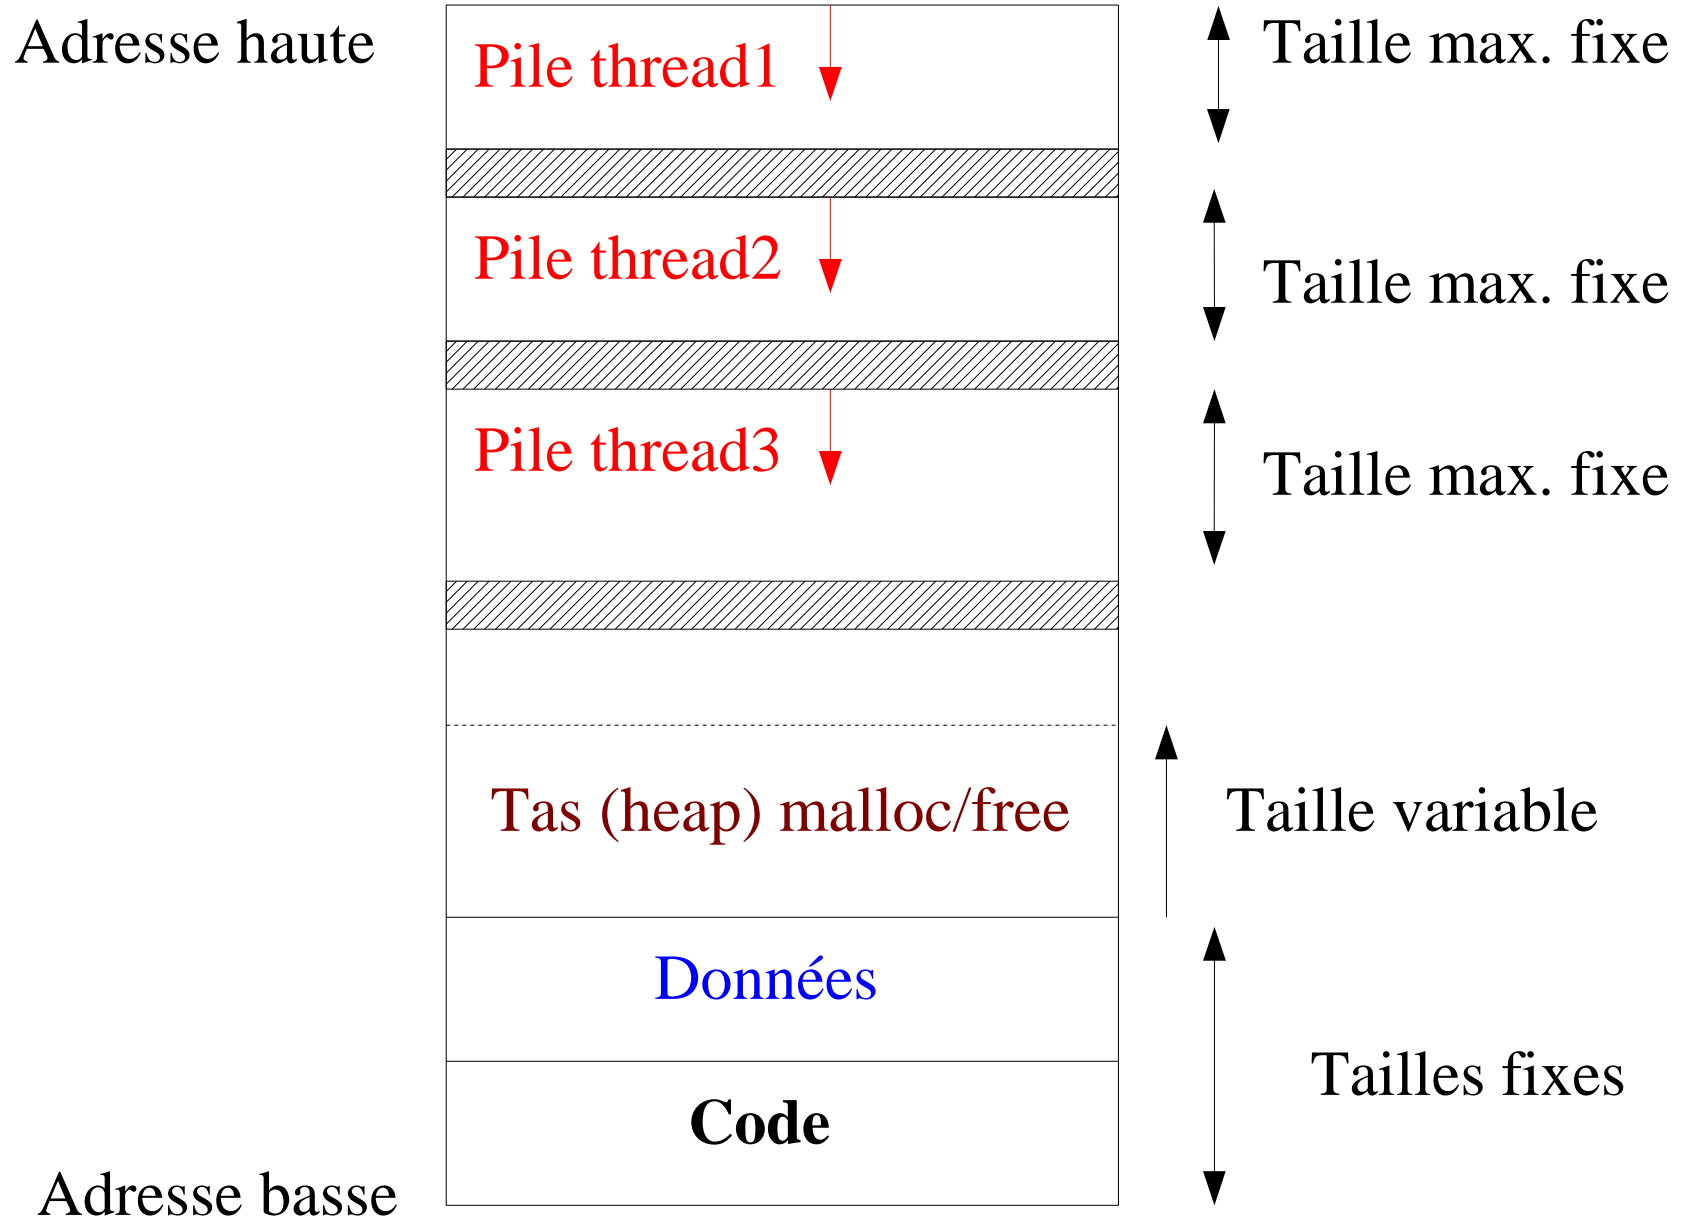 Adresse haute
Pile thread1
Taille max. fixe
Pile thread2
Taille max. fixe
Pile thread3
Taille max. fixe
Tas (heap) malloc/free
Taille variable
Données
Tailles fixes
Code
Adresse basse